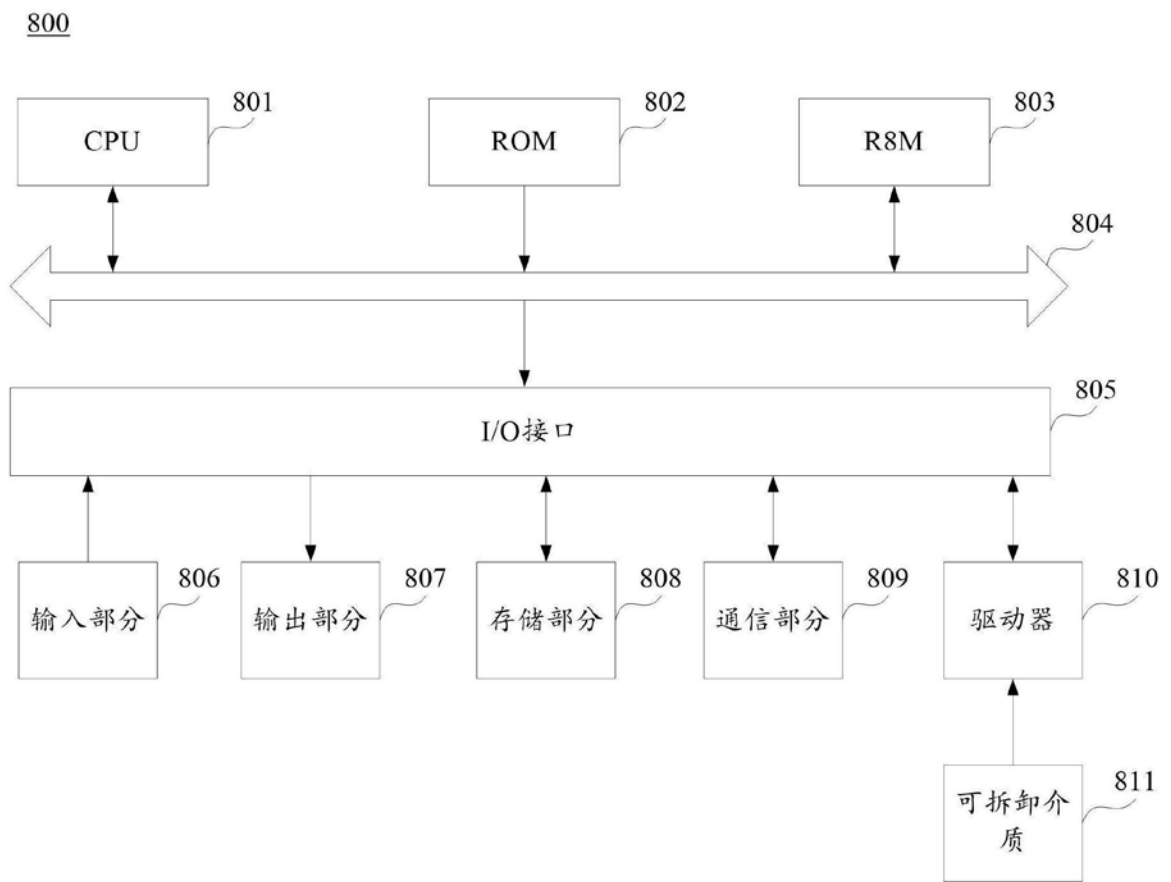 800
801
802
803
CPU
ROM
R8M
804
805
I/O接口
806
807
808
809
810
输入部分
输出部分
存储部分
通信部分
驱动器
811
可拆卸介
质